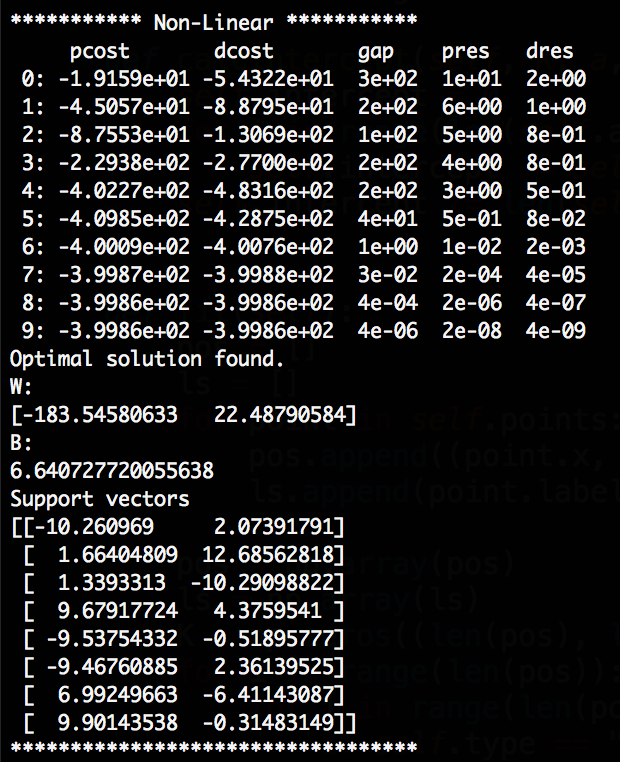 *********** Non-Linear ***********
     pcost       dcost       gap    pres   dres
 0: -1.9159e+01 -5.4322e+01  3e+02  1e+01  2e+00
 1: -4.5057e+01 -8.8795e+01  2e+02  6e+00  1e+00
 2: -8.7553e+01 -1.3069e+02  1e+02  5e+00  8e-01
 3: -2.2938e+02 -2.7700e+02  2e+02  4e+00  8e-01
 4: -4.0227e+02 -4.8316e+02  2e+02  3e+00  5e-01
 5: -4.0985e+02 -4.2875e+02  4e+01  5e-01  8e-02
 6: -4.0009e+02 -4.0076e+02  1e+00  1e-02  2e-03
 7: -3.9987e+02 -3.9988e+02  3e-02  2e-04  4e-05
 8: -3.9986e+02 -3.9986e+02  4e-04  2e-06  4e-07
 9: -3.9986e+02 -3.9986e+02  4e-06  2e-08  4e-09
Optimal solution found.
W:
[-183.54580633   22.48790584]
B:
6.640727720055638
Support vectors
[[-10.260969     2.07391791]
 [  1.66404809  12.68562818]
 [  1.3393313  -10.29098822]
 [  9.67917724   4.3759541 ]
 [ -9.53754332  -0.51895777]
 [ -9.46760885   2.36139525]
 [  6.99249663  -6.41143087]
 [  9.90143538  -0.31483149]]
**********************************